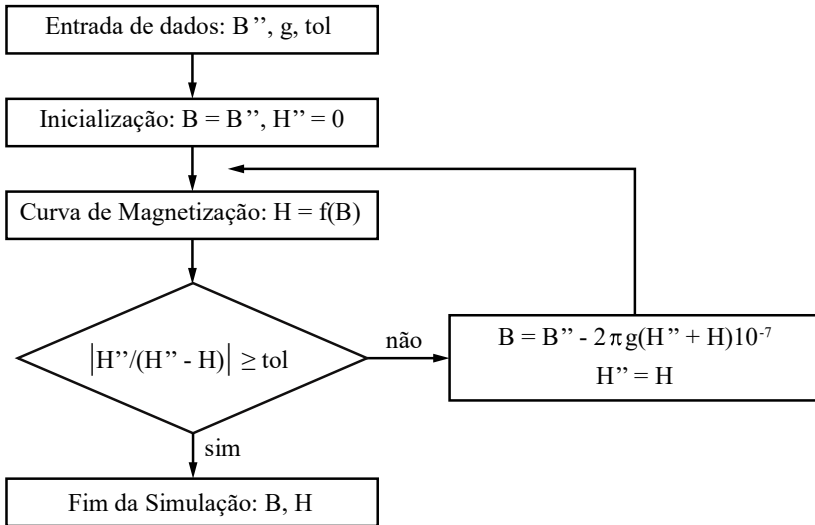 Entrada de dados: B’’, g, tol
Inicialização: B = B’’, H’’ = 0
Curva de Magnetização: H = f(B)
|H’’/(H’’ - H)| ≥ tol
não
B = B’’ - 2πg(H’’ + H)10⁻⁷
H’’ = H
sim
Fim da Simulação: B, H